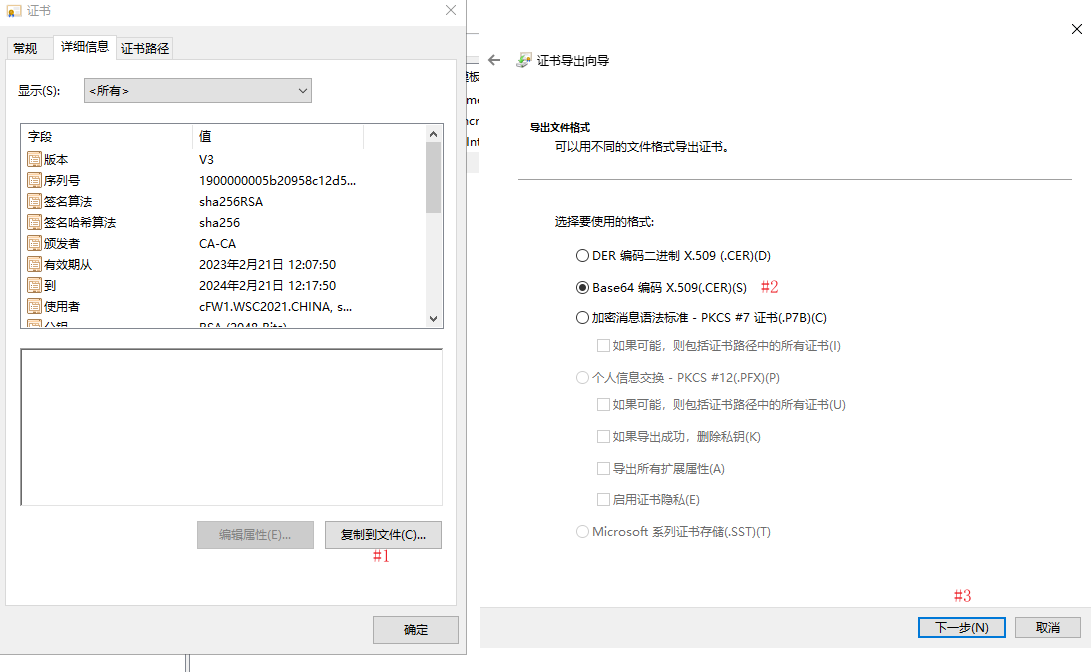 证书
常规
详细信息
证书路径
显示(S):
<所有>
字段
值
版本
V3
序列号
1900000005b20958c12d5...
签名算法
sha256RSA
签名哈希算法
sha256
颁发者
CA-CA
有效期从
2023年2月21日 12:07:50
到
2024年2月21日 12:17:50
使用者
cFW1.WSC2021.CHINA, s...
编辑属性(E)...
复制到文件(C)...
#1
确定
证书导出向导
导出文件格式
可以用不同的文件格式导出证书。
选择要使用的格式:
DER 编码二进制 X.509 (.CER)(D)
Base64 编码 X.509(.CER)(S)
#2
加密消息语法标准 - PKCS #7 证书(.P7B)(C)
如果可能，则包括证书路径中的所有证书(I)
个人信息交换 - PKCS #12(.PFX)(P)
如果可能，则包括证书路径中的所有证书(U)
如果导出成功，删除私钥(K)
导出所有扩展属性(A)
启用证书隐私(E)
Microsoft 系列证书存储(.SST)(T)
#3
下一步(N)
取消